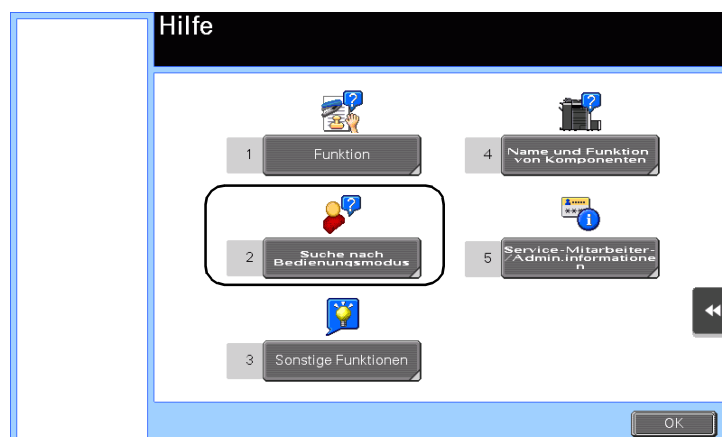 Hilfe
1 Funktion
2 Suche nach
Bedienungsmodus
3 Sonstige Funktionen
4 Name und Funktion
von Komponenten
5 Service-Mitarbeiter-
/Admin.informatione
n
OK